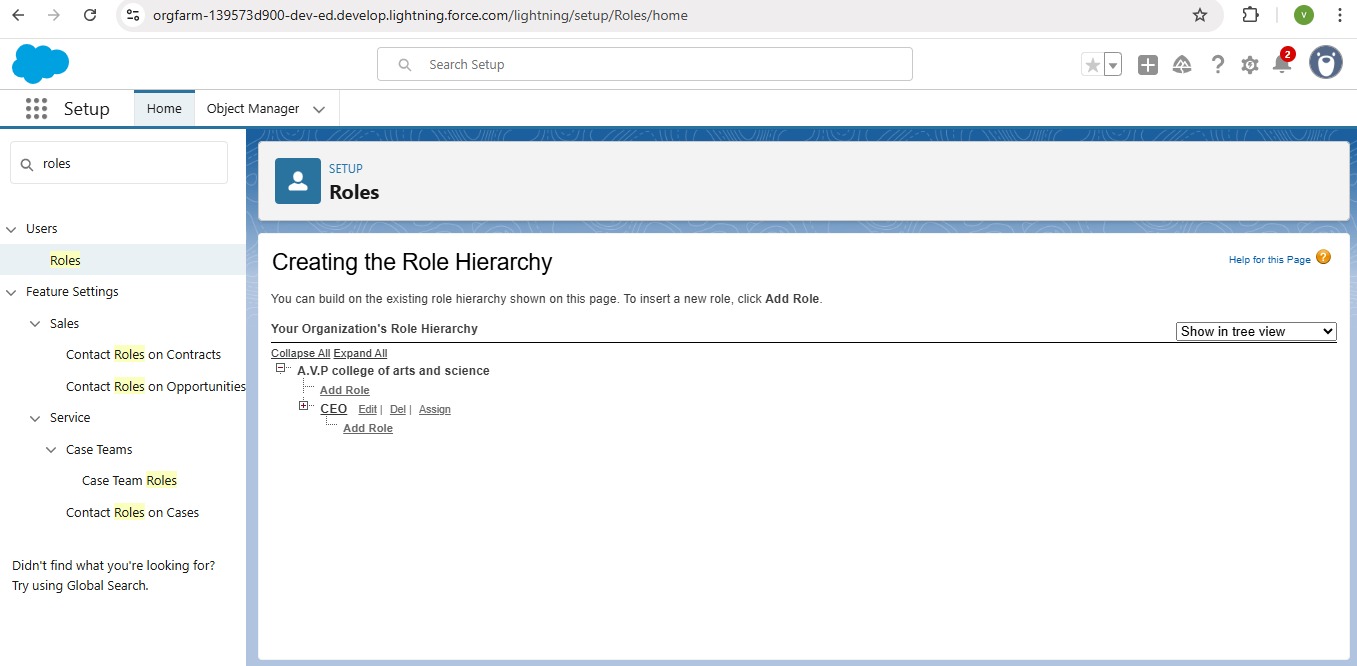 orgfarm-139573d900-dev-ed.develop.lightning.force.com/lightning/setup/Roles/home
V
Search Setup
2
Setup Home Object Manager
roles
Users
Roles
Feature Settings
Sales
Contact Roles on Contracts
Contact Roles on Opportunities
Service
Case Teams
Case Team Roles
Contact Roles on Cases
Didn't find what you're looking for?
Try using Global Search.
SETUP
Roles
Creating the Role Hierarchy
Help for this Page ?
You can build on the existing role hierarchy shown on this page. To insert a new role, click Add Role.
Your Organization's Role Hierarchy
Show in tree view
Collapse All Expand All
A.V.P college of arts and science
Add Role
CEO Edit | Del | Assign
Add Role